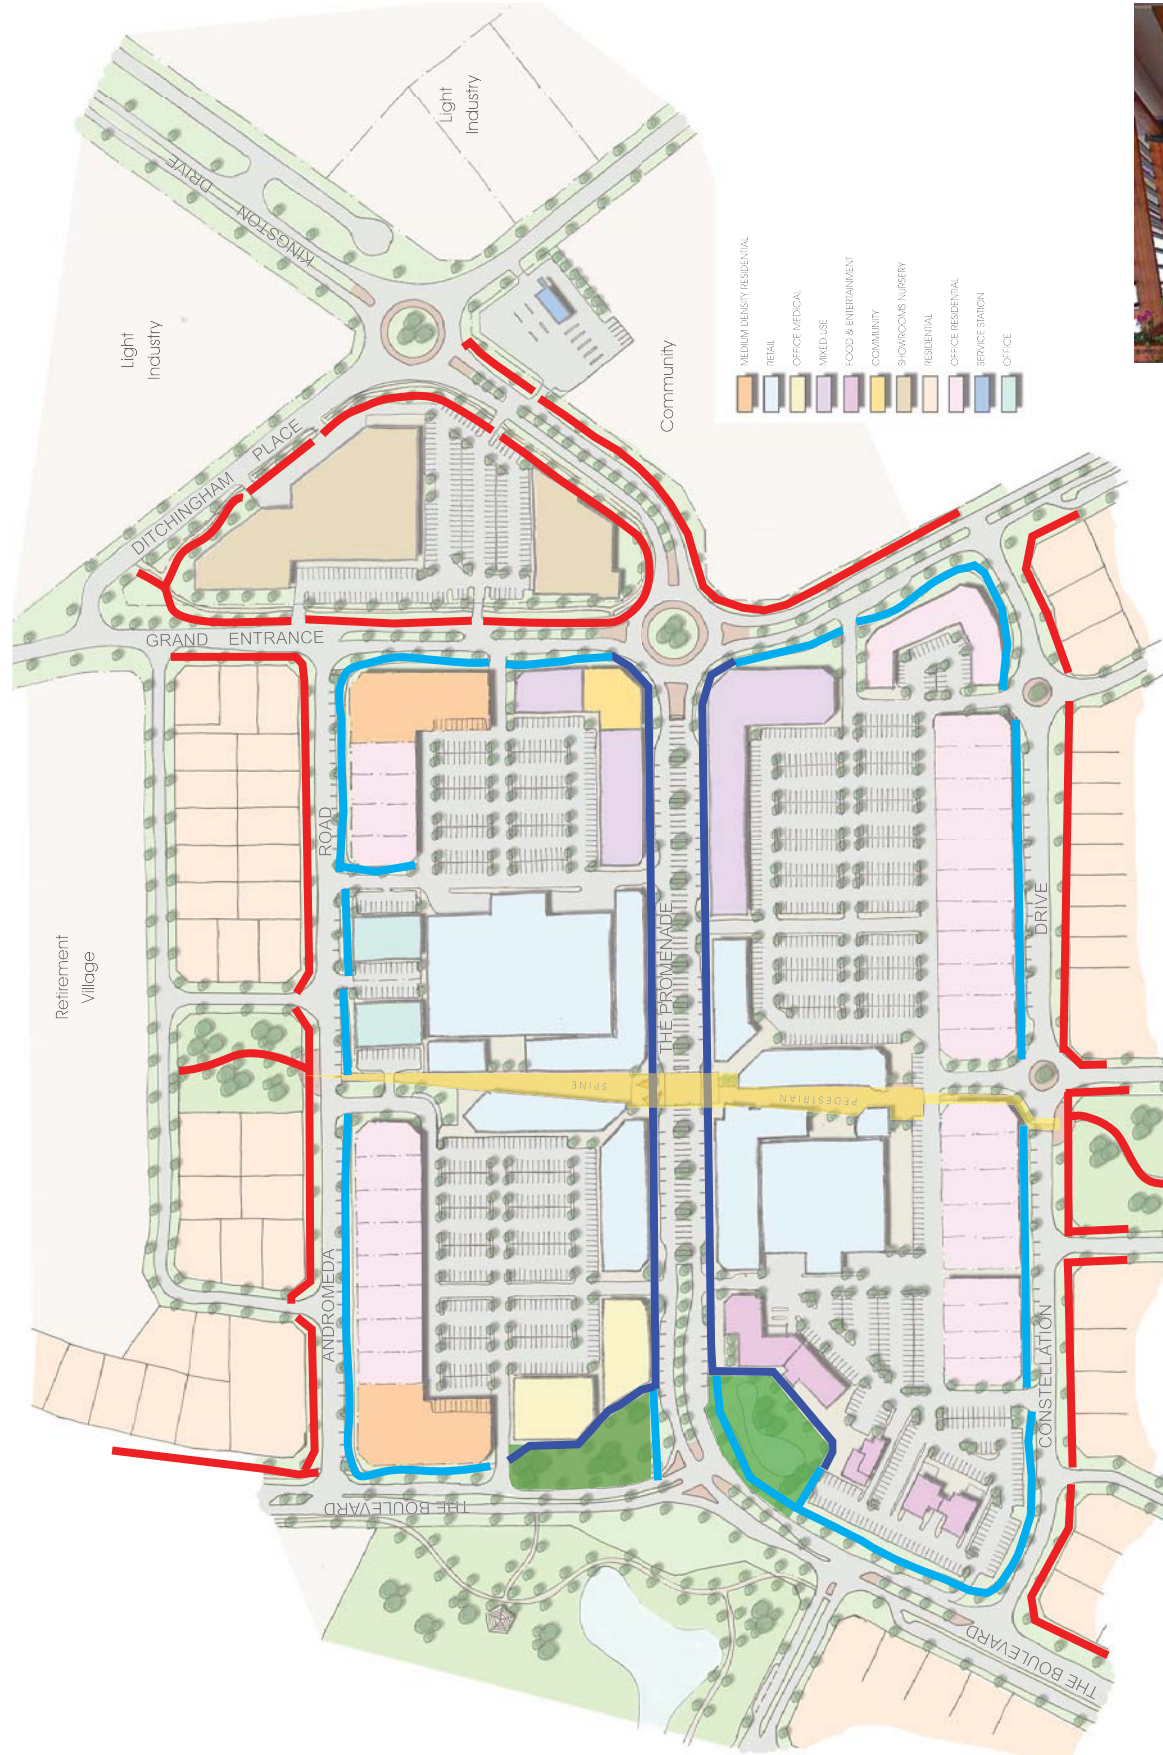 Light
Industry
KINGSTON DRIVE
Light
Industry
MEDIUM DENSITY RESIDENTIAL
RETAIL
OFFICE MEDICAL
MIXED USE
FOOD & ENTERTAINMENT
COMMUNITY
SHOWROOMS NURSERY
RESIDENTIAL
OFFICE RESIDENTIAL
SERVICE STATION
OFFICE
Community
DITCHINGHAM PLACE
GRAND ENTRANCE
ROAD
Retirement
Village
THE PROMENADE
DRIVE
SPINE
PEDESTRIAN
ANDROMEDA
CONSTELLATION
THE BOULEVARD
THE BOULEVARD